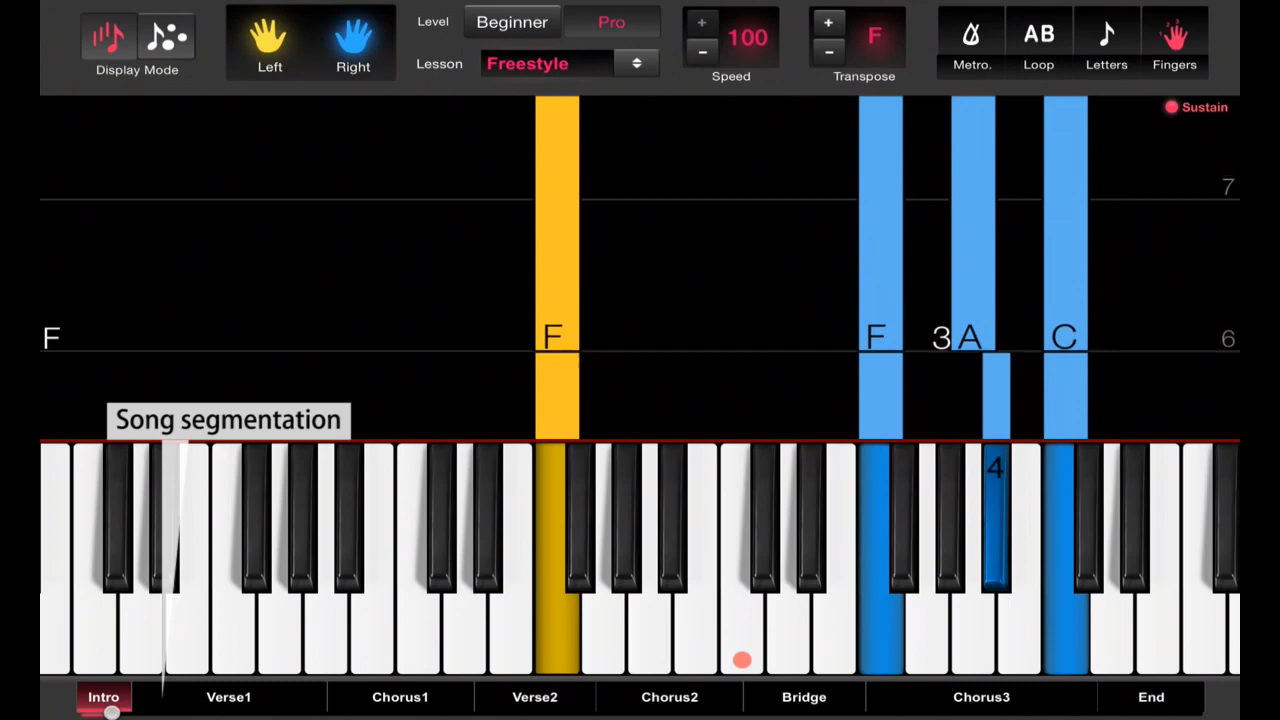 Display Mode
Left
Right
Level
Beginner
Pro
Lesson
Freestyle
+
-
100
Speed
+
-
F
Transpose
Metro.
AB
Loop
Letters
Fingers
Sustain
7
F
F
F
3
A
C
6
Song segmentation
4
Intro
Verse1
Chorus1
Verse2
Chorus2
Bridge
Chorus3
End